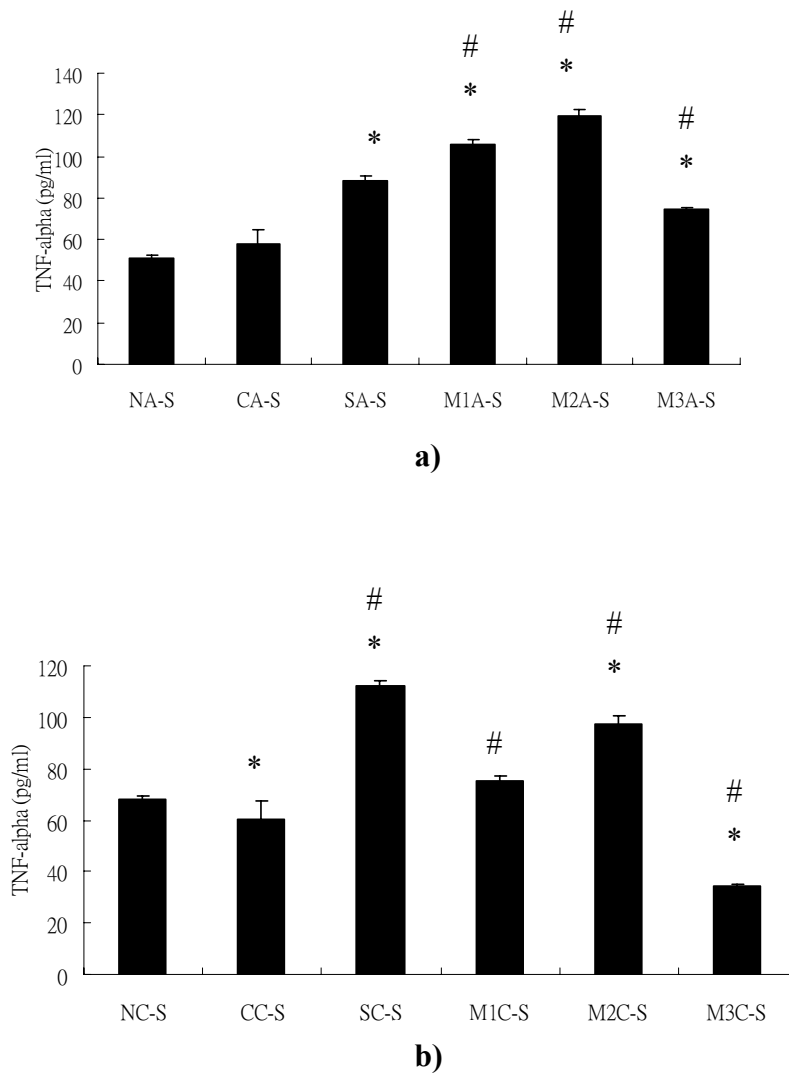 # #
* * #
140
120
100
80
60
40
20
0
TNF-alpha (pg/ml)
* *
NA-S CA-S SA-S M1A-S M2A-S M3A-S
a)
# #
* *
120
100
80
60
40
20
0
TNF-alpha (pg/ml)
* # #
*
NC-S CC-S SC-S M1C-S M2C-S M3C-S
b)